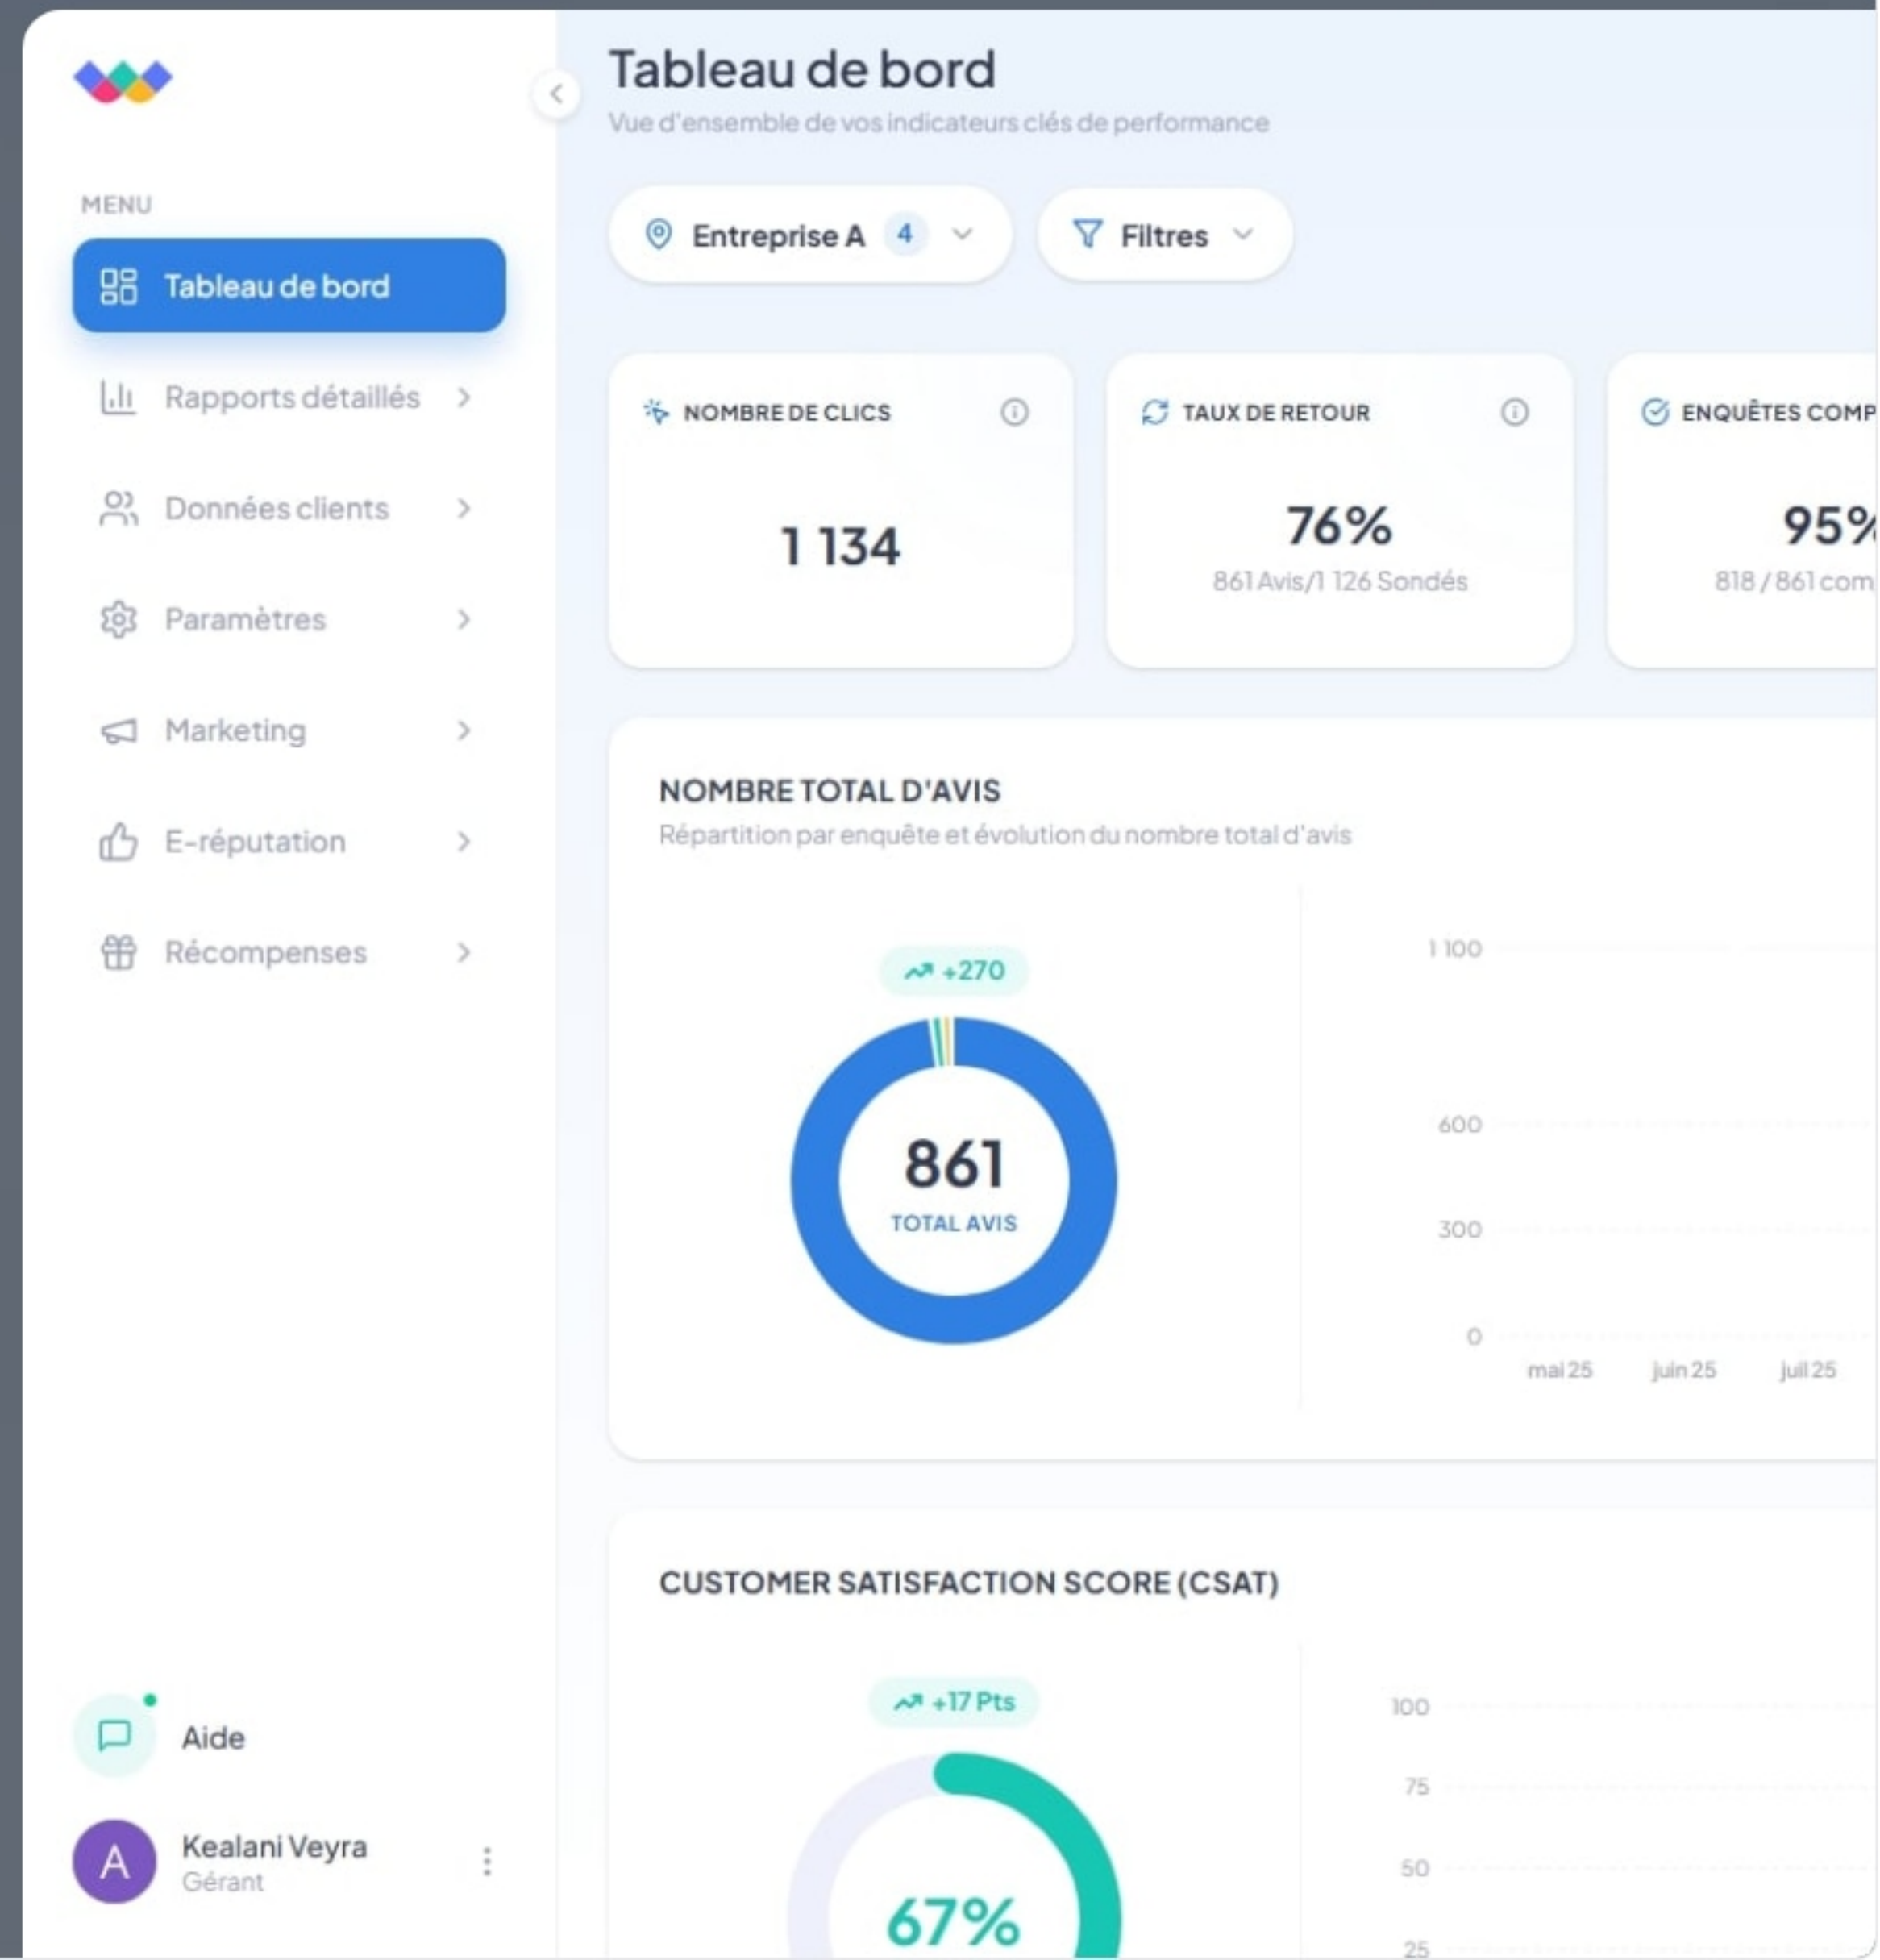 Tableau de bord
Vue d'ensemble de vos indicateurs clés de performance
MENU
Tableau de bord
Rapports détaillés
Données clients
Paramètres
Marketing
E-réputation
Récompenses
Aide
A
Kealani Veyra
Gérant
Entreprise A 4
Filtres
NOMBRE DE CLICS
1 134
TAUX DE RETOUR
76%
861 Avis/1 126 Sondés
ENQUÊTES COMP
95%
818 / 861 com
NOMBRE TOTAL D'AVIS
Répartition par enquête et évolution du nombre total d'avis
+270
861
TOTAL AVIS
1 100
600
300
0
mai 25 juin 25 juil 25
CUSTOMER SATISFACTION SCORE (CSAT)
+17 Pts
67%
100
75
50
25